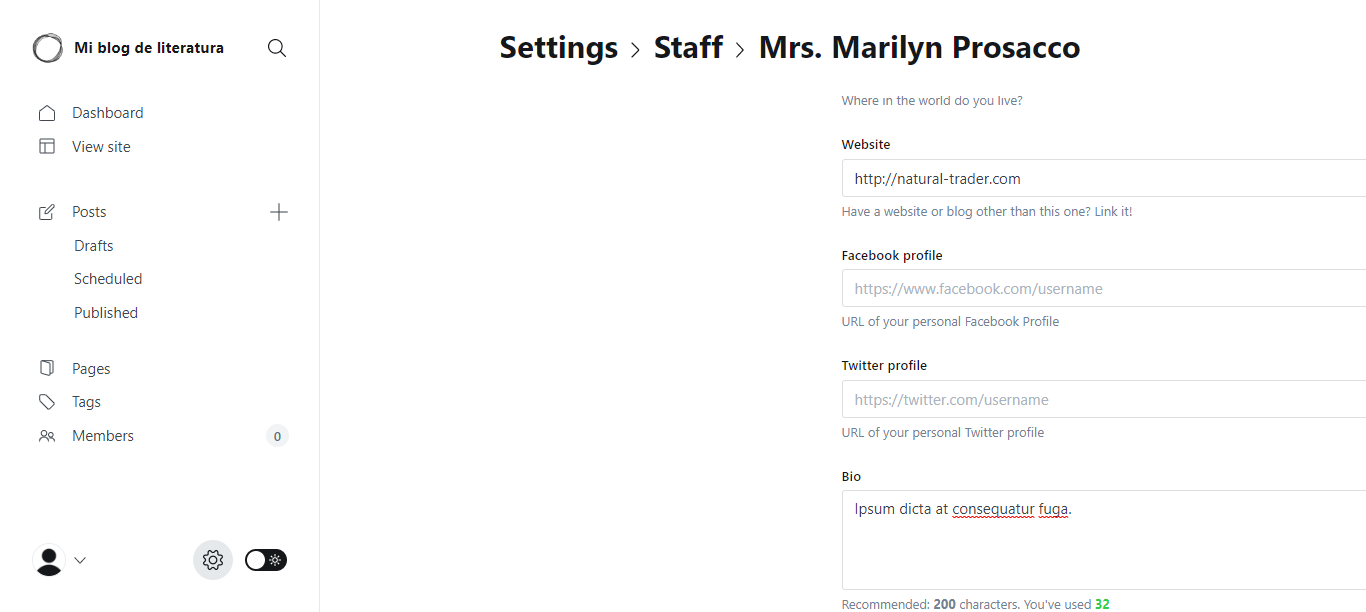 Mi blog de literatura
Dashboard
View site
Posts
Drafts
Scheduled
Published
Pages
Tags
Members
0
Settings > Staff > Mrs. Marilyn Prosacco
Where in the world do you live?
Website
http://natural-trader.com
Have a website or blog other than this one? Link it!
Facebook profile
https://www.facebook.com/username
URL of your personal Facebook Profile
Twitter profile
https://twitter.com/username
URL of your personal Twitter profile
Bio
Ipsum dicta at consequatur fuga.
Recommended: 200 characters. You've used 32